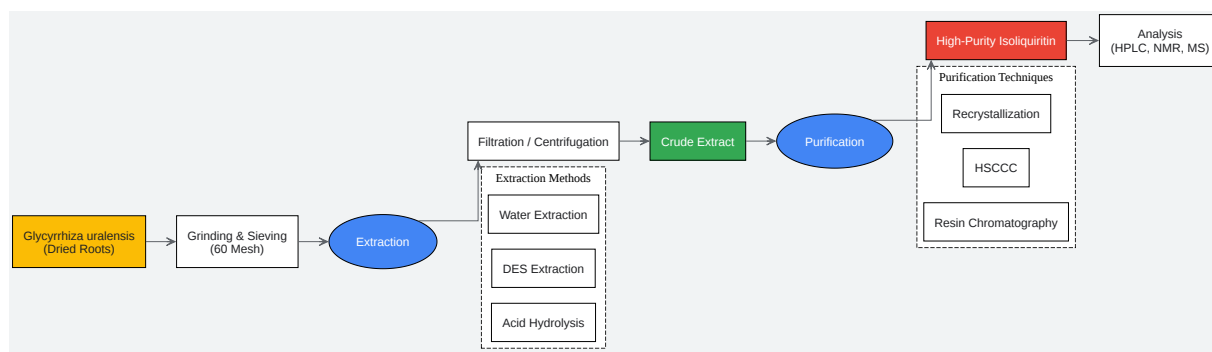 Glycyrrhiza uralensis
(Dried Roots)
Grinding & Sieving
(60 Mesh)
Extraction
Filtration / Centrifugation
Extraction Methods
Water Extraction
DES Extraction
Acid Hydrolysis
Crude Extract
Purification
High-Purity Isoliquiritin
Purification Techniques
Recrystallization
HSCCC
Resin Chromatography
Analysis
(HPLC, NMR, MS)